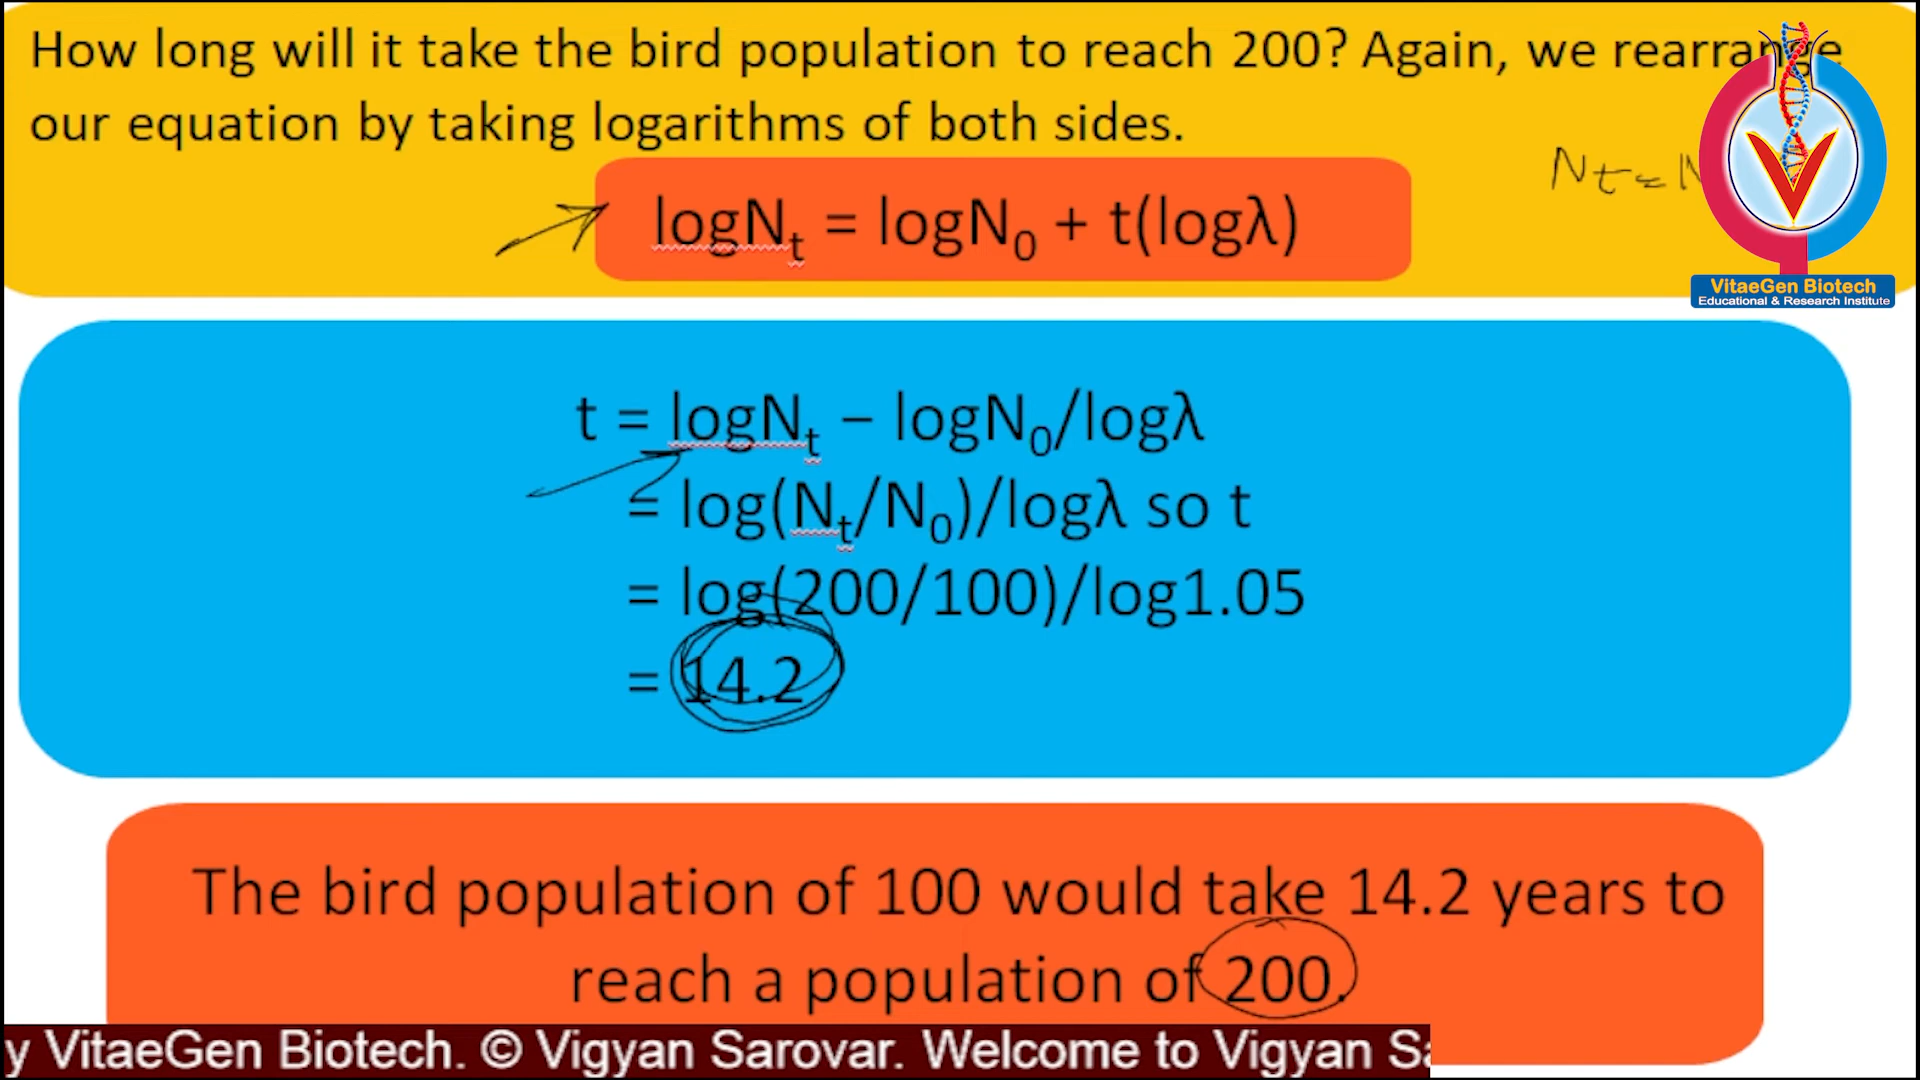 How long will it take the bird population to reach 200? Again, we rearrange
our equation by taking logarithms of both sides.
Nt = N
logNₜ = logN₀ + t(logλ)
VitaeGen Biotech
Educational & Research Institute
t = logNₜ – logN₀/logλ
= log(Nₜ/N₀)/logλ so t
= log(200/100)/log1.05
= 14.2
The bird population of 100 would take 14.2 years to
reach a population of 200.
y VitaeGen Biotech. © Vigyan Sarovar. Welcome to Vigyan Sa